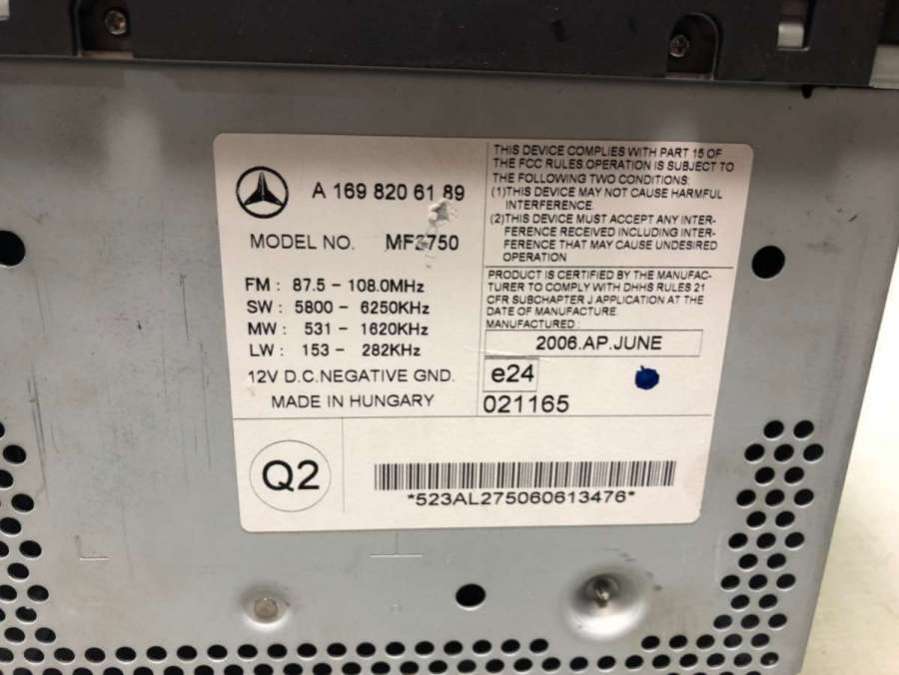 A 169 820 61 89
MODEL NO. MF2750
FM : 87.5 - 108.0MHz
SW : 5800 - 6250KHz
MW : 531 - 1620KHz
LW : 153 - 282KHz
12V D.C.NEGATIVE GND.
MADE IN HUNGARY
THIS DEVICE COMPLIES WITH PART 15 OF
THE FCC RULES OPERATION IS SUBJECT TO
THE FOLLOWING TWO CONDITIONS:
(1)THIS DEVICE MAY NOT CAUSE HARMFUL
INTERFERENCE.
(2)THIS DEVICE MUST ACCEPT ANY INTER-
FERENCE RECEIVED INCLUDING INTER-
FERENCE THAT MAY CAUSE UNDESIRED
OPERATION
PRODUCT IS CERTIFIED BY THE MANUFAC-
TURER TO COMPLY WITH DHHS RULES 21
CFR SUBCHAPTER J APPLICATION AT THE
DATE OF MANUFACTURE.
MANUFACTURED :
2006.AP.JUNE
e24
021165
Q2
*523AL275060613476*